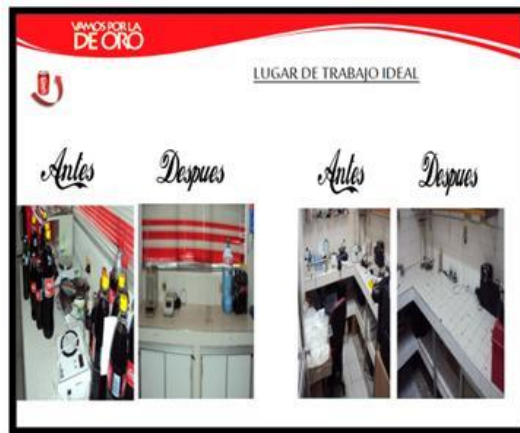 VAMOS POR LA
DE ORO
LUGAR DE TRABAJO IDEAL
Antes
Despues
Antes
Despues